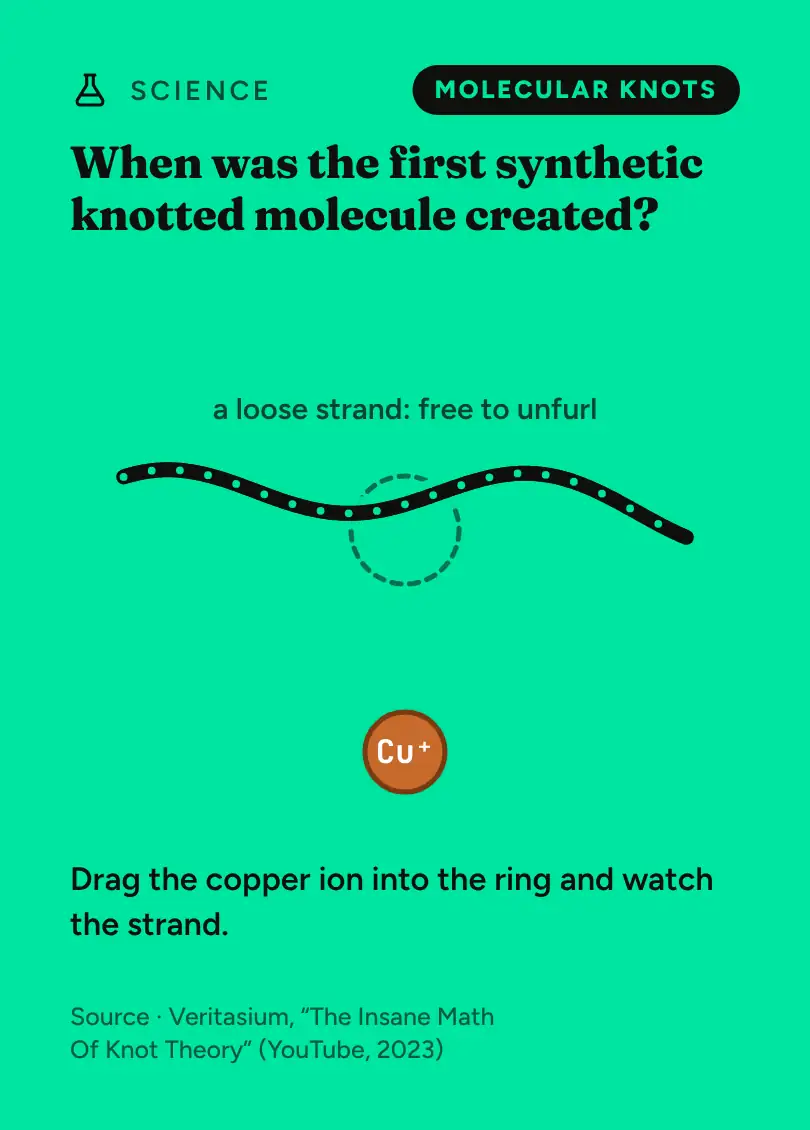 SCIENCE
MOLECULAR KNOTS
When was the first synthetic
knotted molecule created?
a loose strand: free to unfurl
Cu⁺
Drag the copper ion into the ring and watch
the strand.
Source · Veritasium, “The Insane Math
Of Knot Theory” (YouTube, 2023)